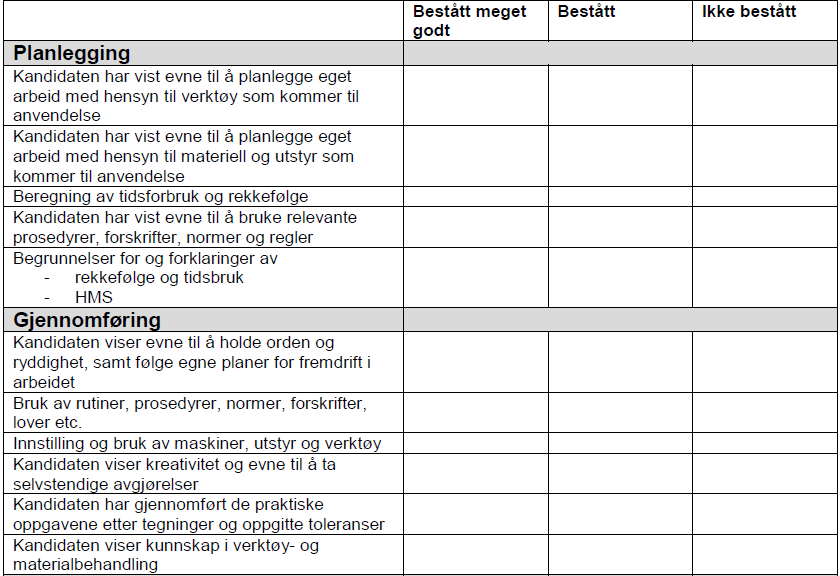 Bestått meget godt
Bestått
Ikke bestått
Planlegging
Kandidaten har vist evne til å planlegge eget
arbeid med hensyn til verktøy som kommer til
anvendelse
Kandidaten har vist evne til å planlegge eget
arbeid med hensyn til materiell og utstyr som
kommer til anvendelse
Beregning av tidsforbruk og rekkefølge
Kandidaten har vist evne til å bruke relevante
prosedyrer, forskrifter, normer og regler
Begrunnelser for og forklaringer av
- rekkefølge og tidsbruk
- HMS
Gjennomføring
Kandidaten viser evne til å holde orden og
ryddighet, samt følge egne planer for fremdrift i
arbeidet
Bruk av rutiner, prosedyrer, normer, forskrifter,
lover etc.
Innstilling og bruk av maskiner, utstyr og verktøy
Kandidaten viser kreativitet og evne til å ta
selvstendige avgjørelser
Kandidaten har gjennomført de praktiske
oppgavene etter tegninger og oppgitte toleranser
Kandidaten viser kunnskap i verktøy- og
materialbehandling